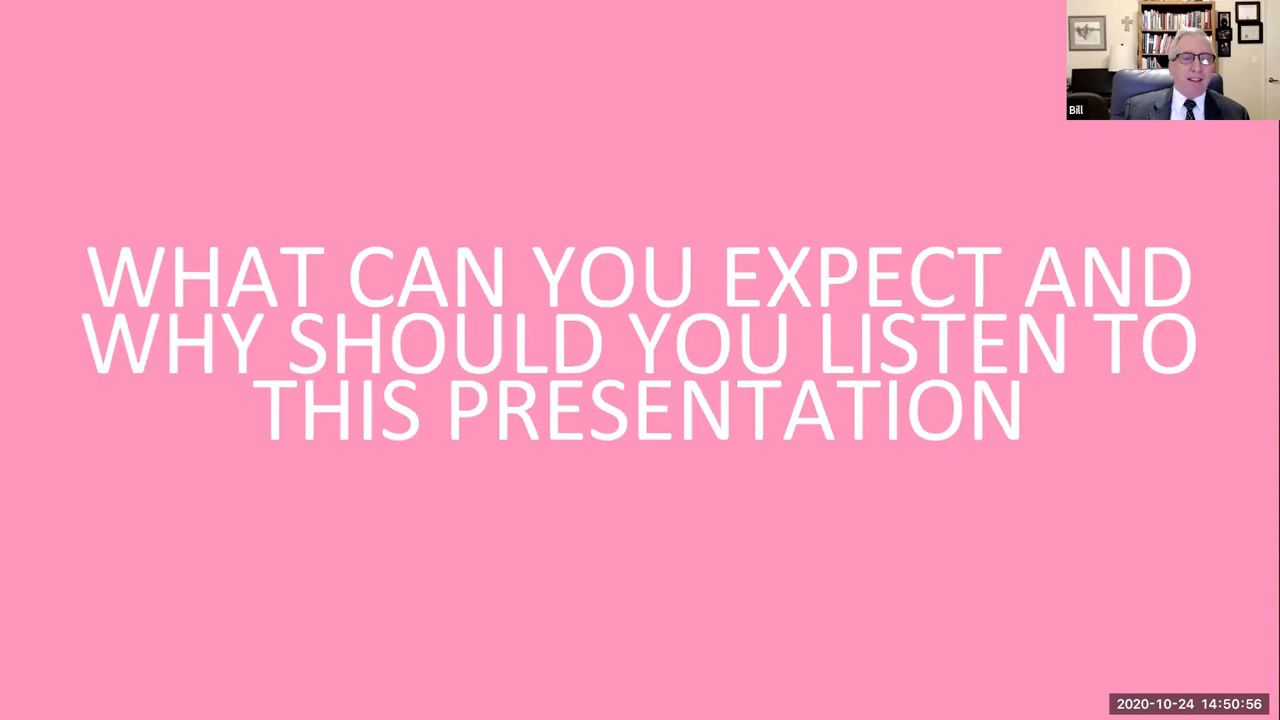 Bill
WHAT CAN YOU EXPECT AND
WHY SHOULD YOU LISTEN TO
THIS PRESENTATION
2020-10-24 14:50:56